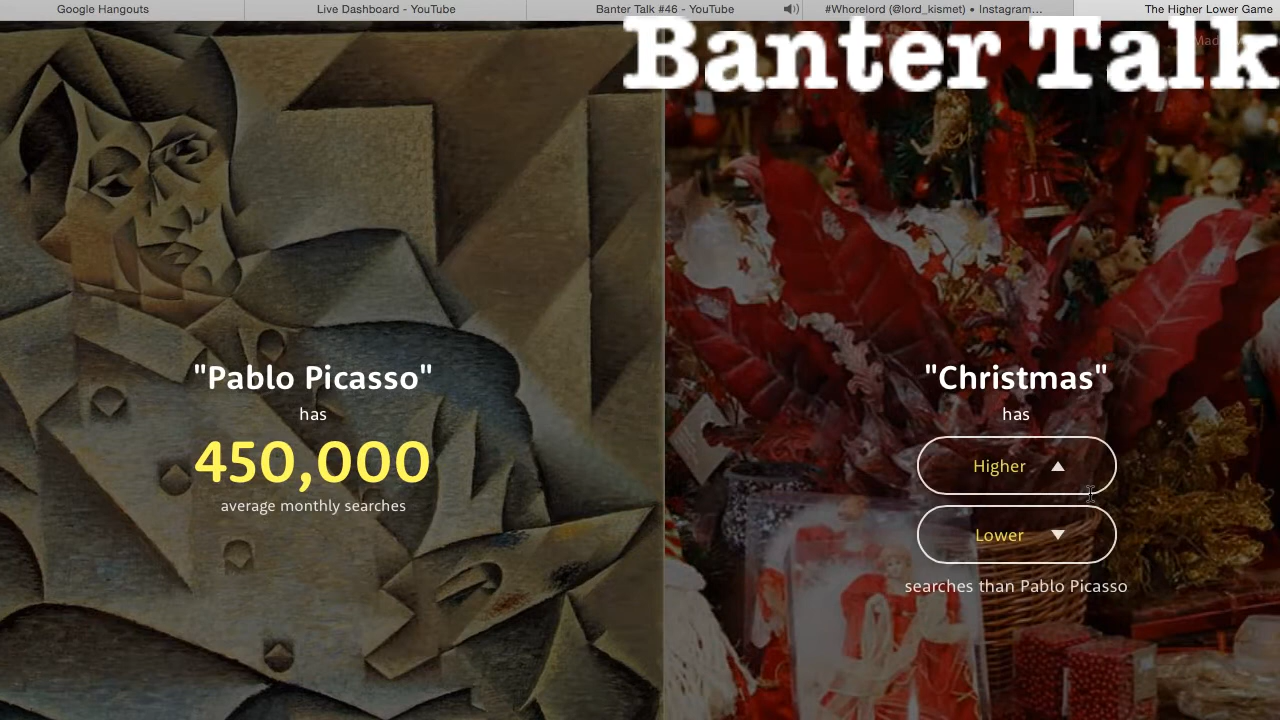 Google Hangouts
Live Dashboard - YouTube
Banter Talk #46 - YouTube
#Whorelord (@lord_kismet) • Instagram…
The Higher Lower Game
Banter Talk
Mad
"Pablo Picasso"
has
450,000
average monthly searches
"Christmas"
has
Higher ▲
Lower ▼
searches than Pablo Picasso